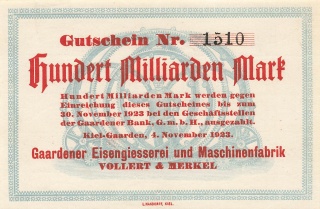 Gutschein Nr. 1510
Hundert Milliarden Mark
Hundert Milliarden Mark werden gegen
Einreichung dieses Gutscheines bis zum
30. November 1923 bei den Geschäftsstellen
der Gaardener Bank, G. m. b. H., ausgezahlt.
Kiel-Gaarden, 4. November 1923.
Gaardener Eisengiesserei und Maschinenfabrik
VOLLERT & MERKEL